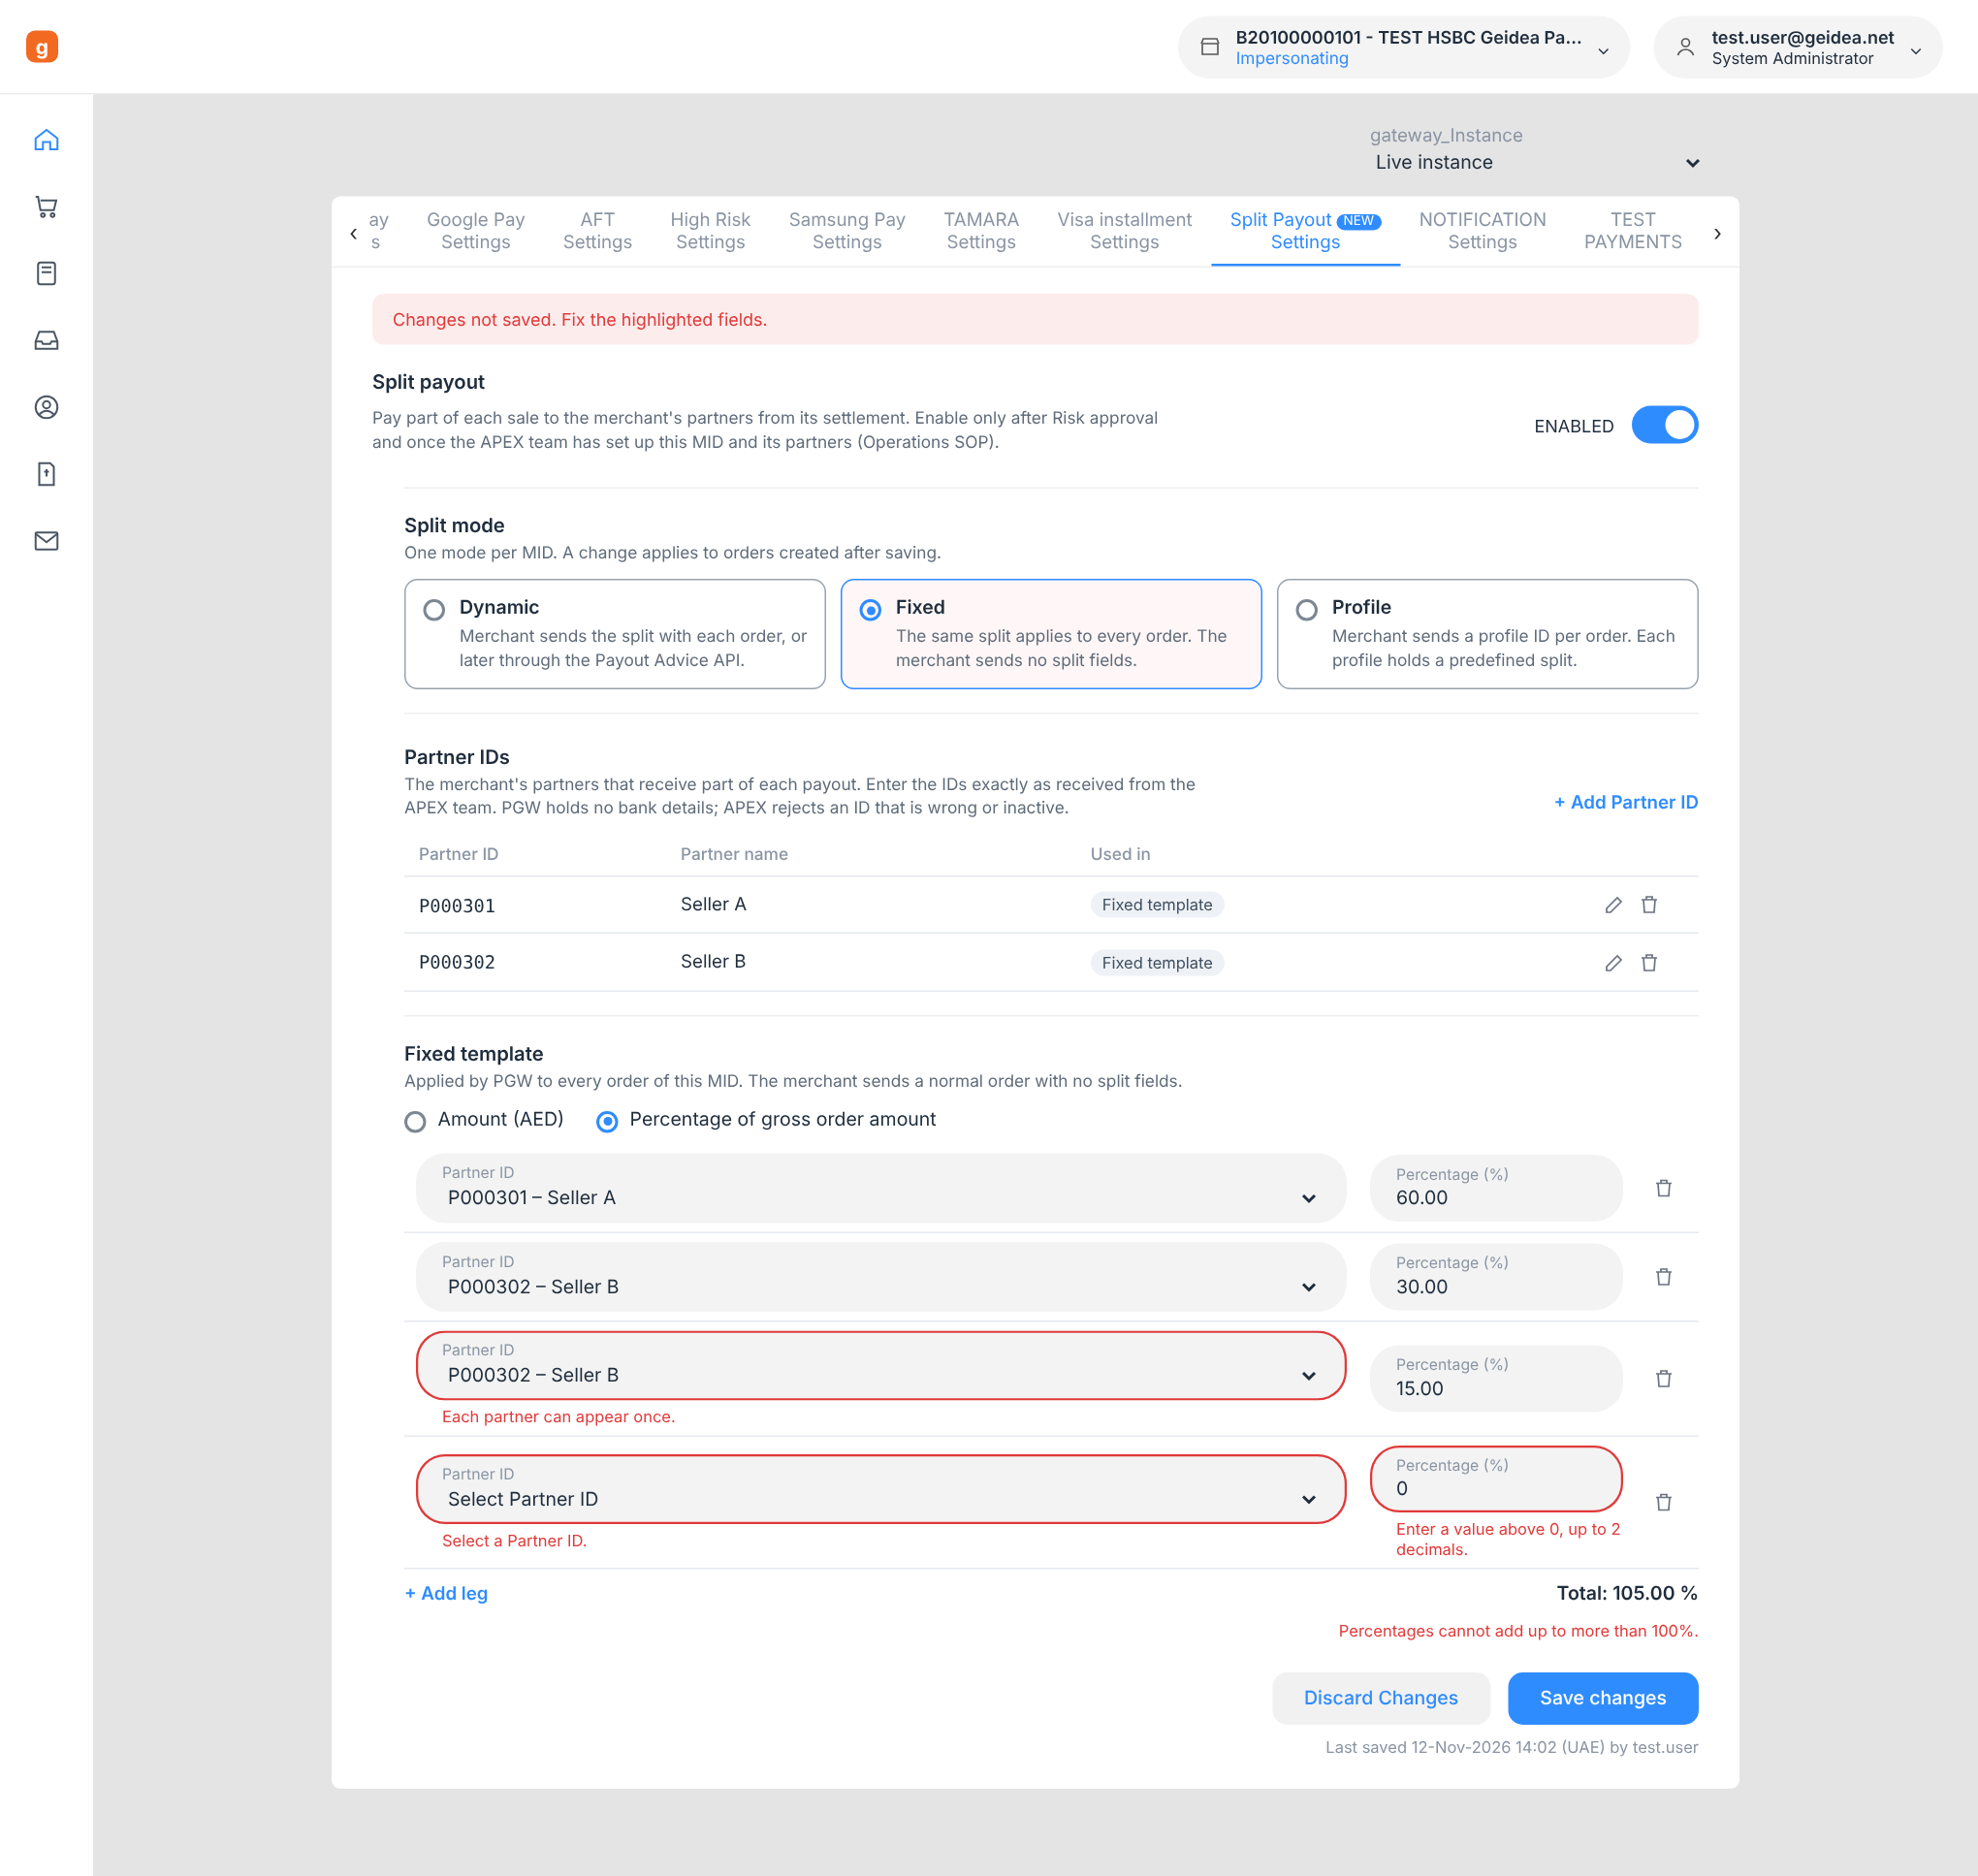 g
B20100000101 - TEST HSBC Geidea Pa...
Impersonating
test.user@geidea.net
System Administrator
gateway_Instance
Live instance
ay
s
Google Pay
Settings
AFT
Settings
High Risk
Settings
Samsung Pay
Settings
TAMARA
Settings
Visa installment
Settings
Split Payout NEW
Settings
NOTIFICATION
Settings
TEST
PAYMENTS
Changes not saved. Fix the highlighted fields.
Split payout
Pay part of each sale to the merchant's partners from its settlement. Enable only after Risk approval
and once the APEX team has set up this MID and its partners (Operations SOP).
ENABLED
Split mode
One mode per MID. A change applies to orders created after saving.
Dynamic
Merchant sends the split with each order, or
later through the Payout Advice API.
Fixed
The same split applies to every order. The
merchant sends no split fields.
Profile
Merchant sends a profile ID per order. Each
profile holds a predefined split.
Partner IDs
The merchant's partners that receive part of each payout. Enter the IDs exactly as received from the
APEX team. PGW holds no bank details; APEX rejects an ID that is wrong or inactive.
+ Add Partner ID
Partner ID Partner name Used in
P000301 Seller A Fixed template
P000302 Seller B Fixed template
Fixed template
Applied by PGW to every order of this MID. The merchant sends a normal order with no split fields.
Amount (AED) Percentage of gross order amount
Partner ID
P000301 – Seller A
Percentage (%)
60.00
Partner ID
P000302 – Seller B
Percentage (%)
30.00
Partner ID
P000302 – Seller B
Each partner can appear once.
Percentage (%)
15.00
Partner ID
Select Partner ID
Select a Partner ID.
Percentage (%)
0
Enter a value above 0, up to 2
decimals.
+ Add leg
Total: 105.00 %
Percentages cannot add up to more than 100%.
Discard Changes
Save changes
Last saved 12-Nov-2026 14:02 (UAE) by test.user